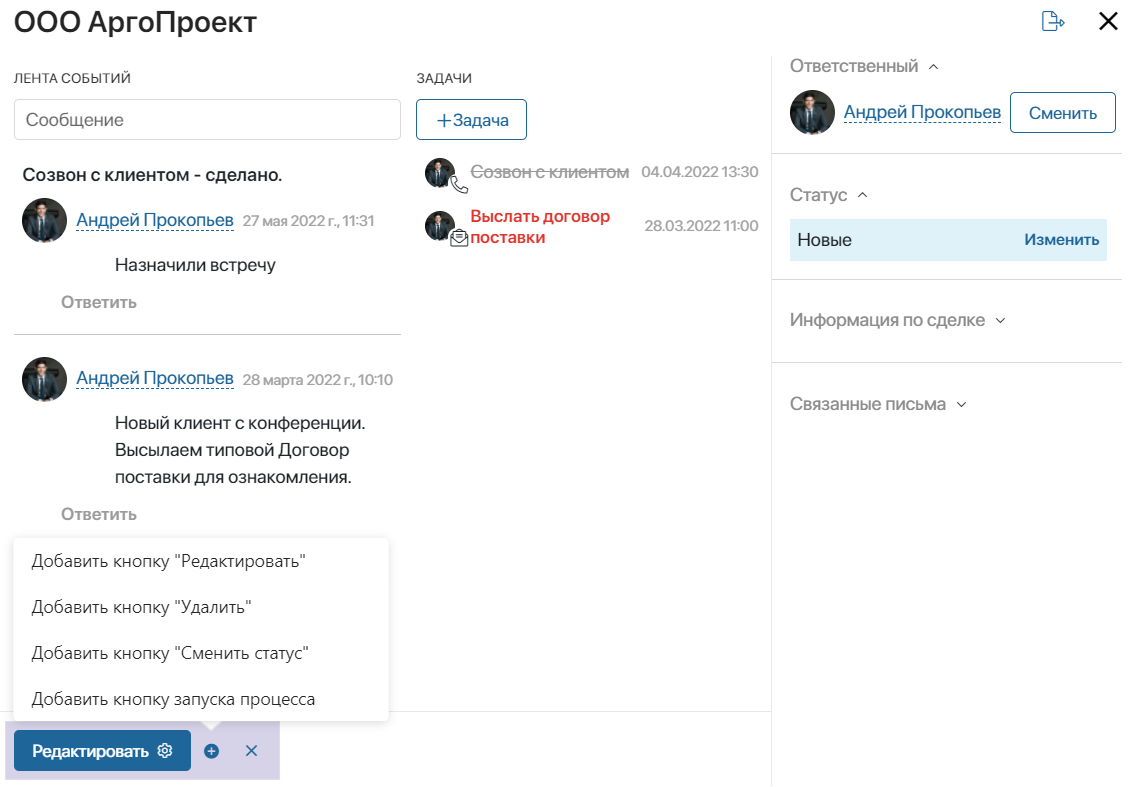 ООО АргоПроект
ЛЕНТА СОБЫТИЙ
Сообщение
Созвон с клиентом - сделано.
Андрей Прокопьев 27 мая 2022 г., 11:31
Назначили встречу
Ответить
Андрей Прокопьев 28 марта 2022 г., 10:10
Новый клиент с конференции.
Высылаем типовой Договор
поставки для ознакомления.
Ответить
Добавить кнопку "Редактировать"
Добавить кнопку "Удалить"
Добавить кнопку "Сменить статус"
Добавить кнопку запуска процесса
Редактировать
ЗАДАЧИ
+Задача
Созвон с клиентом 04.04.2022 13:30
Выслать договор
поставки 28.03.2022 11:00
Ответственный
Андрей Прокопьев Сменить
Статус
Новые Изменить
Информация по сделке
Связанные письма